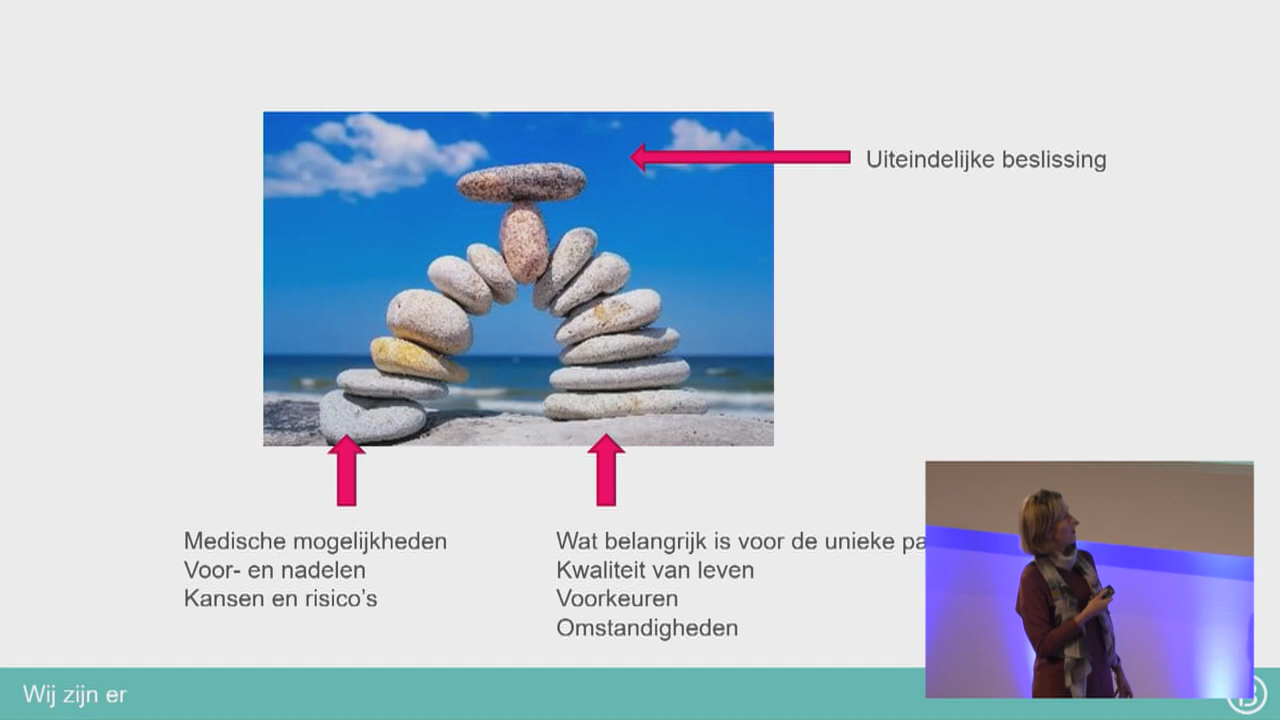 Uiteindelijke beslissing
Medische mogelijkheden
Voor- en nadelen
Kansen en risico's
Wat belangrijk is voor de unieke
Kwaliteit van leven
Voorkeuren
Omstandigheden
Wij zijn er